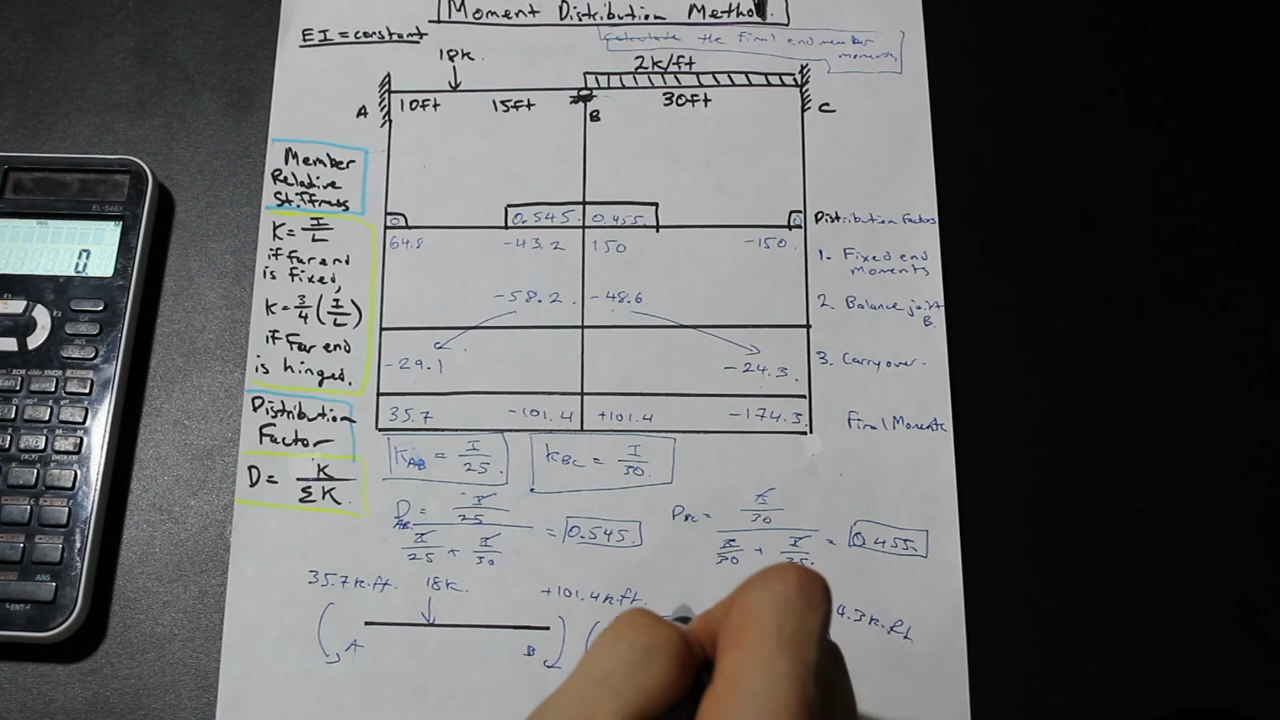 Moment Distribution Method.
EI = constant
Calculate the final end member
moments
18k.
2k/ft
A
10ft
15ft
B
30ft
C
Member
Relative
Stiffness
K = I/L
if far end
is fixed,
K = 3/4 (I/L)
if far end
is hinged.
Distribution
Factor
D = K/ΣK
0
0.545
0.455
0
Distribution Factors
64.8
-43.2
150
-150.
1. Fixed end
moments
-58.2
-48.6
2. Balance joint
B.
-29.1
-24.3.
3. Carryover.
35.7
-101.4
+101.4
-174.3
Final Moments
KAB = I/25.
KBC = I/30.
DAB = I/25 / I/25 + I/30 = 0.545.
DBC = I/30 / I/30 + I/25. = 0.455.
35.7k.ft.
18k.
+101.4k.ft.
4.3k.ft
A
B
EL-546X
0.
ANS
ENT